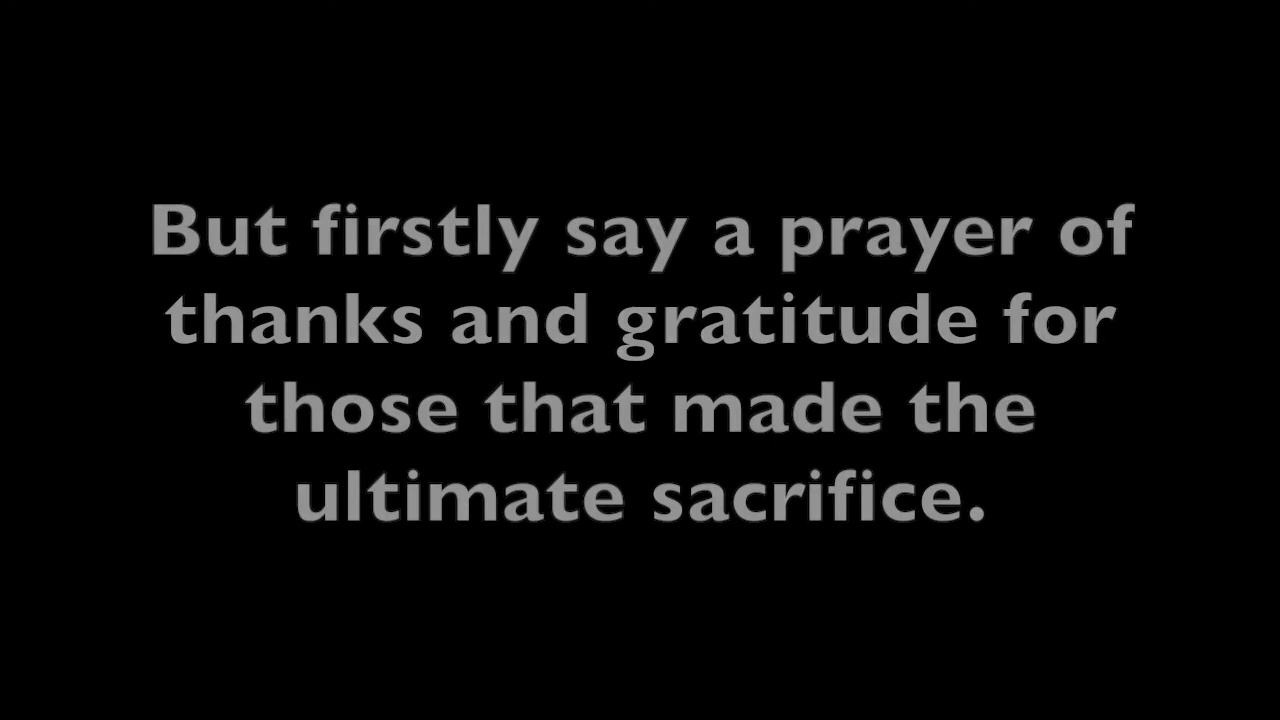 But firstly say a prayer of
thanks and gratitude for
those that made the
ultimate sacrifice.